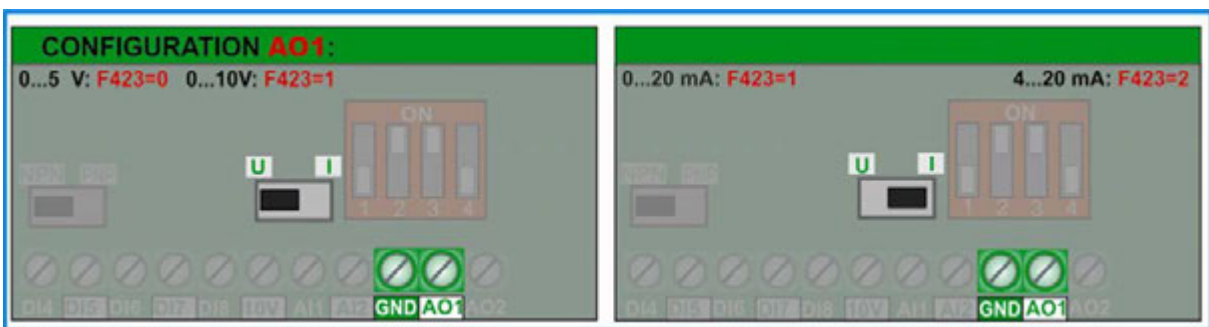 CONFIGURATION AO1:
0...5 V: F423=0 0...10V: F423=1
ON
U I
NPN PNP
1 2 3 4
DI4 DI5 DI6 DI7 DI8 10V AI1 AI2 GND AO1 AO2
0...20 mA: F423=1 4...20 mA: F423=2
ON
U I
NPN PNP
1 2 3 4
DI4 DI5 DI6 DI7 DI8 10V AI1 AI2 GND AO1 AO2